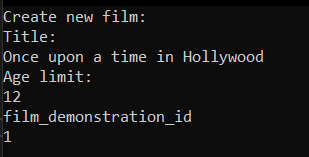 Create new film:
Title:
Once upon a time in Hollywood
Age limit:
12
film_demonstration_id
1